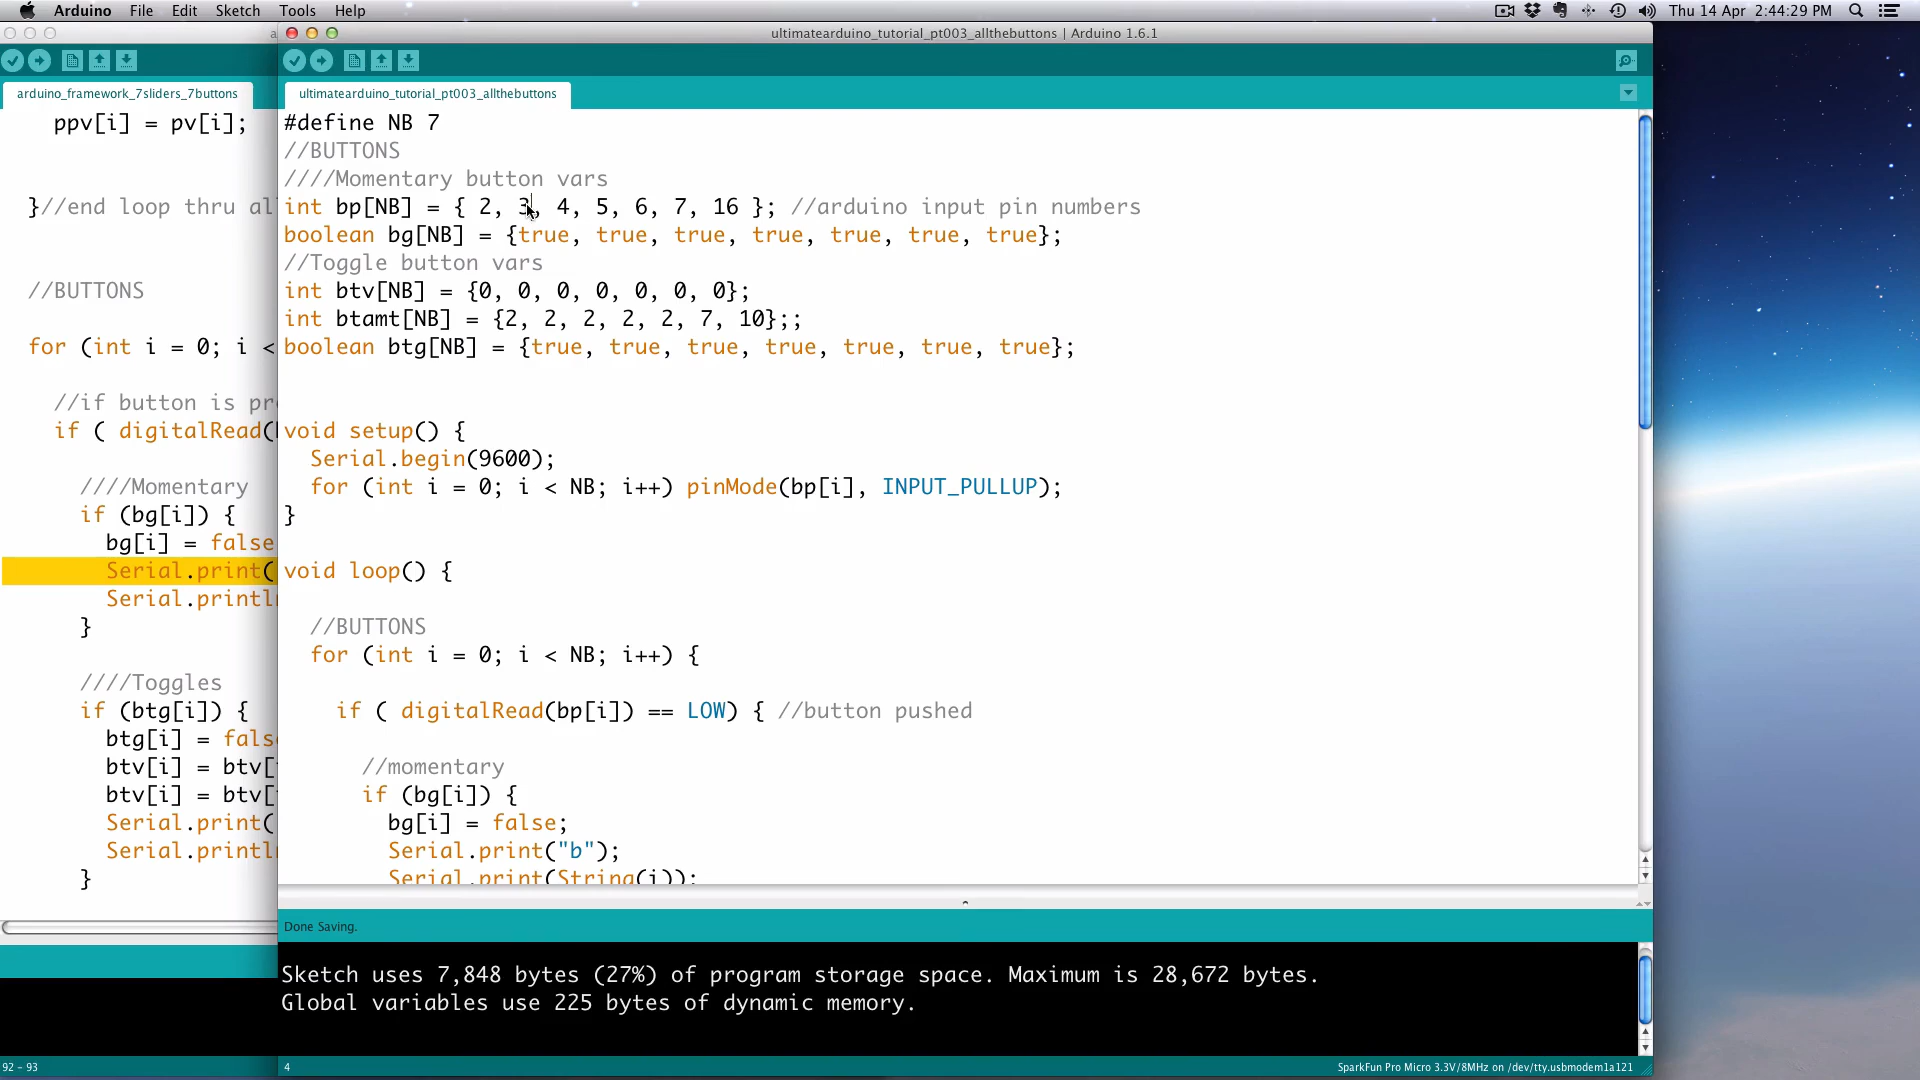 Arduino File Edit Sketch Tools Help
Thu 14 Apr 2:44:29 PM
ultimatearduino_tutorial_pt003_allthebuttons | Arduino 1.6.1
arduino_framework_7sliders_7buttons
ppv[i] = pv[i];
}//end loop thru al
//BUTTONS
for (int i = 0; i <
//if button is pr
if ( digitalRead(
////Momentary
if (bg[i]) {
bg[i] = false
Serial.print(
Serial.println
}
////Toggles
if (btg[i]) {
btg[i] = fals
btv[i] = btv[
btv[i] = btv[
Serial.print(
Serial.println
}
92 - 93
ultimatearduino_tutorial_pt003_allthebuttons
#define NB 7
//BUTTONS
////Momentary button vars
int bp[NB] = { 2, 3, 4, 5, 6, 7, 16 }; //arduino input pin numbers
boolean bg[NB] = {true, true, true, true, true, true, true};
//Toggle button vars
int btv[NB] = {0, 0, 0, 0, 0, 0, 0};
int btamt[NB] = {2, 2, 2, 2, 2, 7, 10};;
boolean btg[NB] = {true, true, true, true, true, true, true};
void setup() {
Serial.begin(9600);
for (int i = 0; i < NB; i++) pinMode(bp[i], INPUT_PULLUP);
}
void loop() {
//BUTTONS
for (int i = 0; i < NB; i++) {
if ( digitalRead(bp[i]) == LOW) { //button pushed
//momentary
if (bg[i]) {
bg[i] = false;
Serial.print("b");
Serial.print(String(i));
Done Saving.
Sketch uses 7,848 bytes (27%) of program storage space. Maximum is 28,672 bytes.
Global variables use 225 bytes of dynamic memory.
4
SparkFun Pro Micro 3.3V/8MHz on /dev/tty.usbmodem1a121